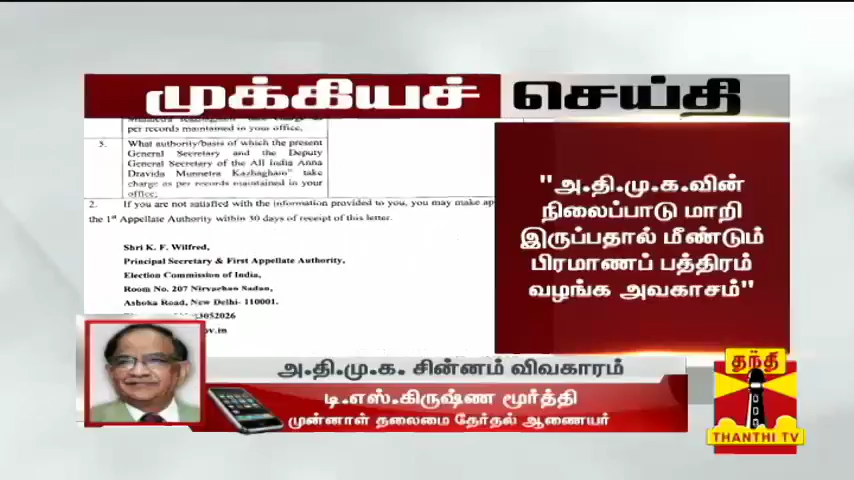 முக்கியச் செய்தி
per records maintained in your office,
3.
What authority/basis of which the present
General Secretary and the Deputy
General Secretary of the All India Anna
Dravida Munnetra Kazhagham" take
charge as per records maintained in your
office;
2. If you are not satisfied with the information provided to you, you may make ap
the 1st Appellate Authority within 30 days of receipt of this letter.
Shri K. F. Wilfred,
Principal Secretary & First Appellate Authority,
Election Commission of India,
Room No. 207 Nirvachan Sadan,
Ashoka Road, New Delhi- 110001.
3052026
ov.in
"அ.தி.மு.க.வின்
நிலைப்பாடு மாறி
இருப்பதால் மீண்டும்
பிரமாணப் பத்திரம்
வழங்க அவகாசம்"
அ.தி.மு.க. சின்னம் விவகாரம்
டி.எஸ்.கிருஷ்ண மூர்த்தி
முன்னாள் தலைமை தேர்தல் ஆணையர்
தந்தி
THANTHI TV